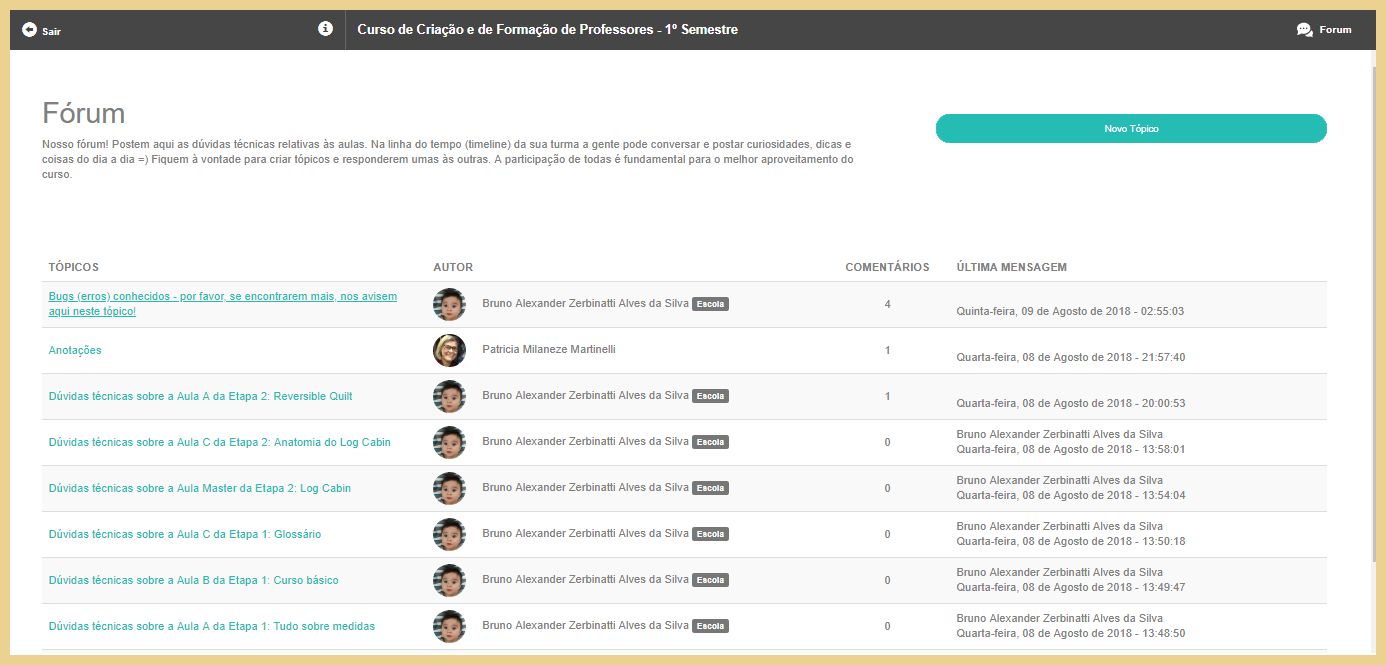 Sair
Curso de Criação e de Formação de Professores - 1º Semestre
Forum
Fórum
Novo Tópico
Nosso fórum! Postem aqui as dúvidas técnicas relativas às aulas. Na linha do tempo (timeline) da sua turma a gente pode conversar e postar curiosidades, dicas e
coisas do dia a dia =) Fiquem à vontade para criar tópicos e responderem umas às outras. A participação de todas é fundamental para o melhor aproveitamento do
curso.
TÓPICOS AUTOR COMENTÁRIOS ÚLTIMA MENSAGEM
Bugs (erros) conhecidos - por favor, se encontrarem mais, nos avisem
aqui neste tópico!
Bruno Alexander Zerbinatti Alves da Silva Escola
4
Quinta-feira, 09 de Agosto de 2018 - 02:55:03
Anotações
Patricia Milaneze Martinelli
1
Quarta-feira, 08 de Agosto de 2018 - 21:57:40
Dúvidas técnicas sobre a Aula A da Etapa 2: Reversible Quilt
Bruno Alexander Zerbinatti Alves da Silva Escola
1
Quarta-feira, 08 de Agosto de 2018 - 20:00:53
Dúvidas técnicas sobre a Aula C da Etapa 2: Anatomia do Log Cabin
Bruno Alexander Zerbinatti Alves da Silva Escola
0
Bruno Alexander Zerbinatti Alves da Silva
Quarta-feira, 08 de Agosto de 2018 - 13:58:01
Dúvidas técnicas sobre a Aula Master da Etapa 2: Log Cabin
Bruno Alexander Zerbinatti Alves da Silva Escola
0
Bruno Alexander Zerbinatti Alves da Silva
Quarta-feira, 08 de Agosto de 2018 - 13:54:04
Dúvidas técnicas sobre a Aula C da Etapa 1: Glossário
Bruno Alexander Zerbinatti Alves da Silva Escola
0
Bruno Alexander Zerbinatti Alves da Silva
Quarta-feira, 08 de Agosto de 2018 - 13:50:18
Dúvidas técnicas sobre a Aula B da Etapa 1: Curso básico
Bruno Alexander Zerbinatti Alves da Silva Escola
0
Bruno Alexander Zerbinatti Alves da Silva
Quarta-feira, 08 de Agosto de 2018 - 13:49:47
Dúvidas técnicas sobre a Aula A da Etapa 1: Tudo sobre medidas
Bruno Alexander Zerbinatti Alves da Silva Escola
0
Bruno Alexander Zerbinatti Alves da Silva
Quarta-feira, 08 de Agosto de 2018 - 13:48:50